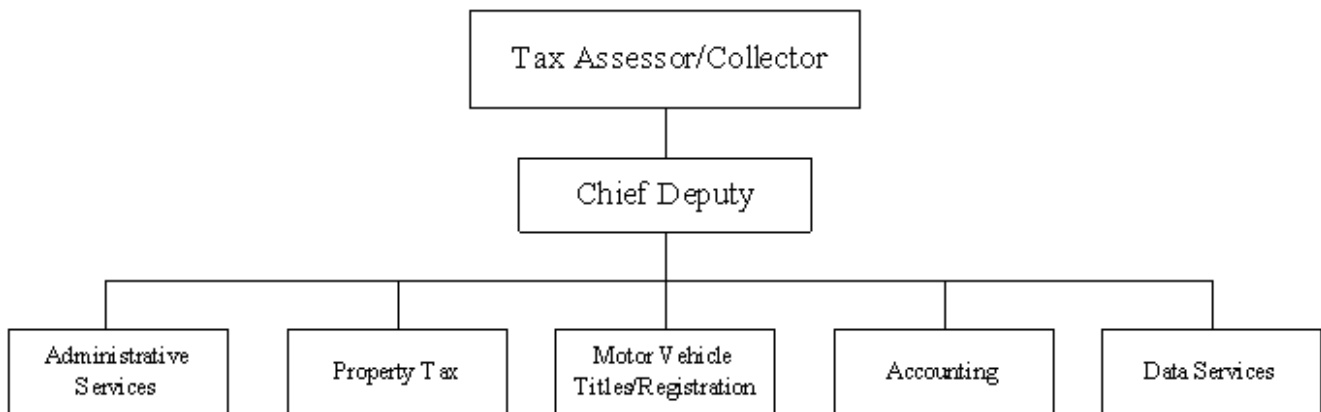 Tax Assessor/Collector
Chief Deputy
Administrative
Services
Property Tax
Motor Vehicle
Titles/Registration
Accounting
Data Services